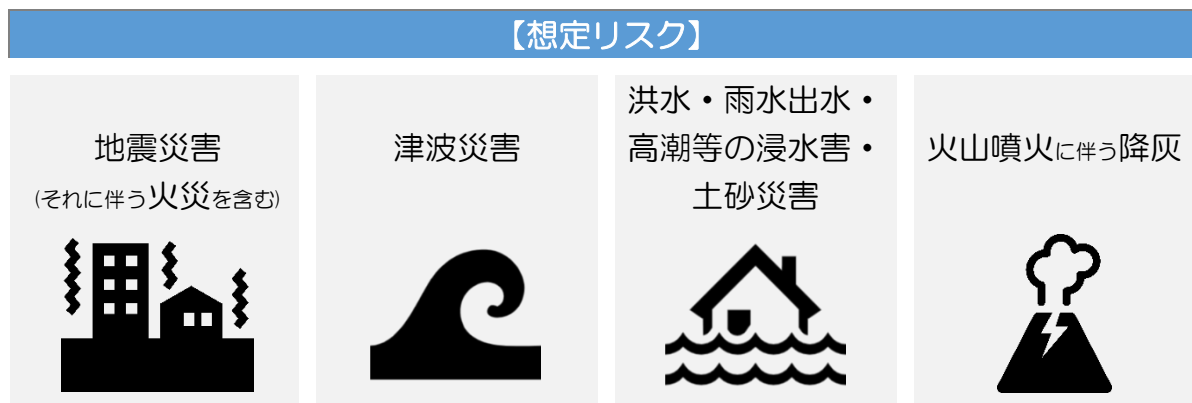 【想定リスク】
地震災害
(それに伴う火災を含む)
津波災害
洪水・雨水出水・
高潮等の浸水害・
土砂災害
火山噴火に伴う降灰